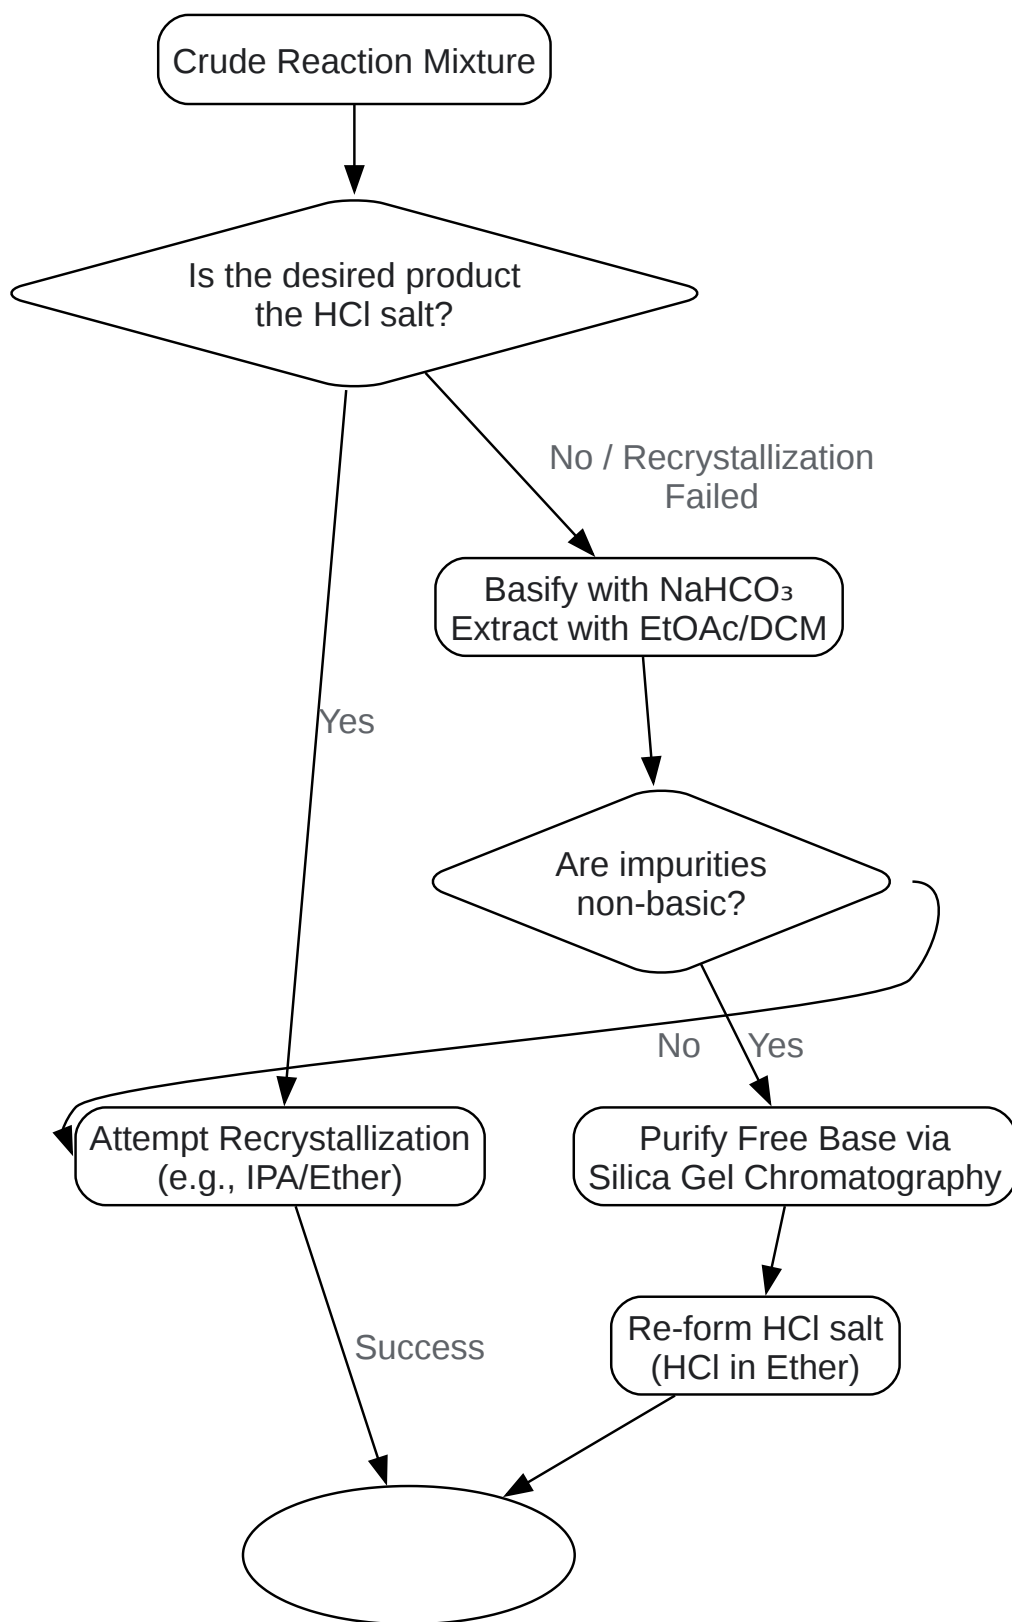 Crude Reaction Mixture
Is the desired product
the HCl salt?
No / Recrystallization
Failed
Basify with NaHCO₃
Extract with EtOAc/DCM
Yes
Are impurities
non-basic?
No
Yes
Attempt Recrystallization
(e.g., IPA/Ether)
Purify Free Base via
Silica Gel Chromatography
Re-form HCl salt
(HCl in Ether)
Success